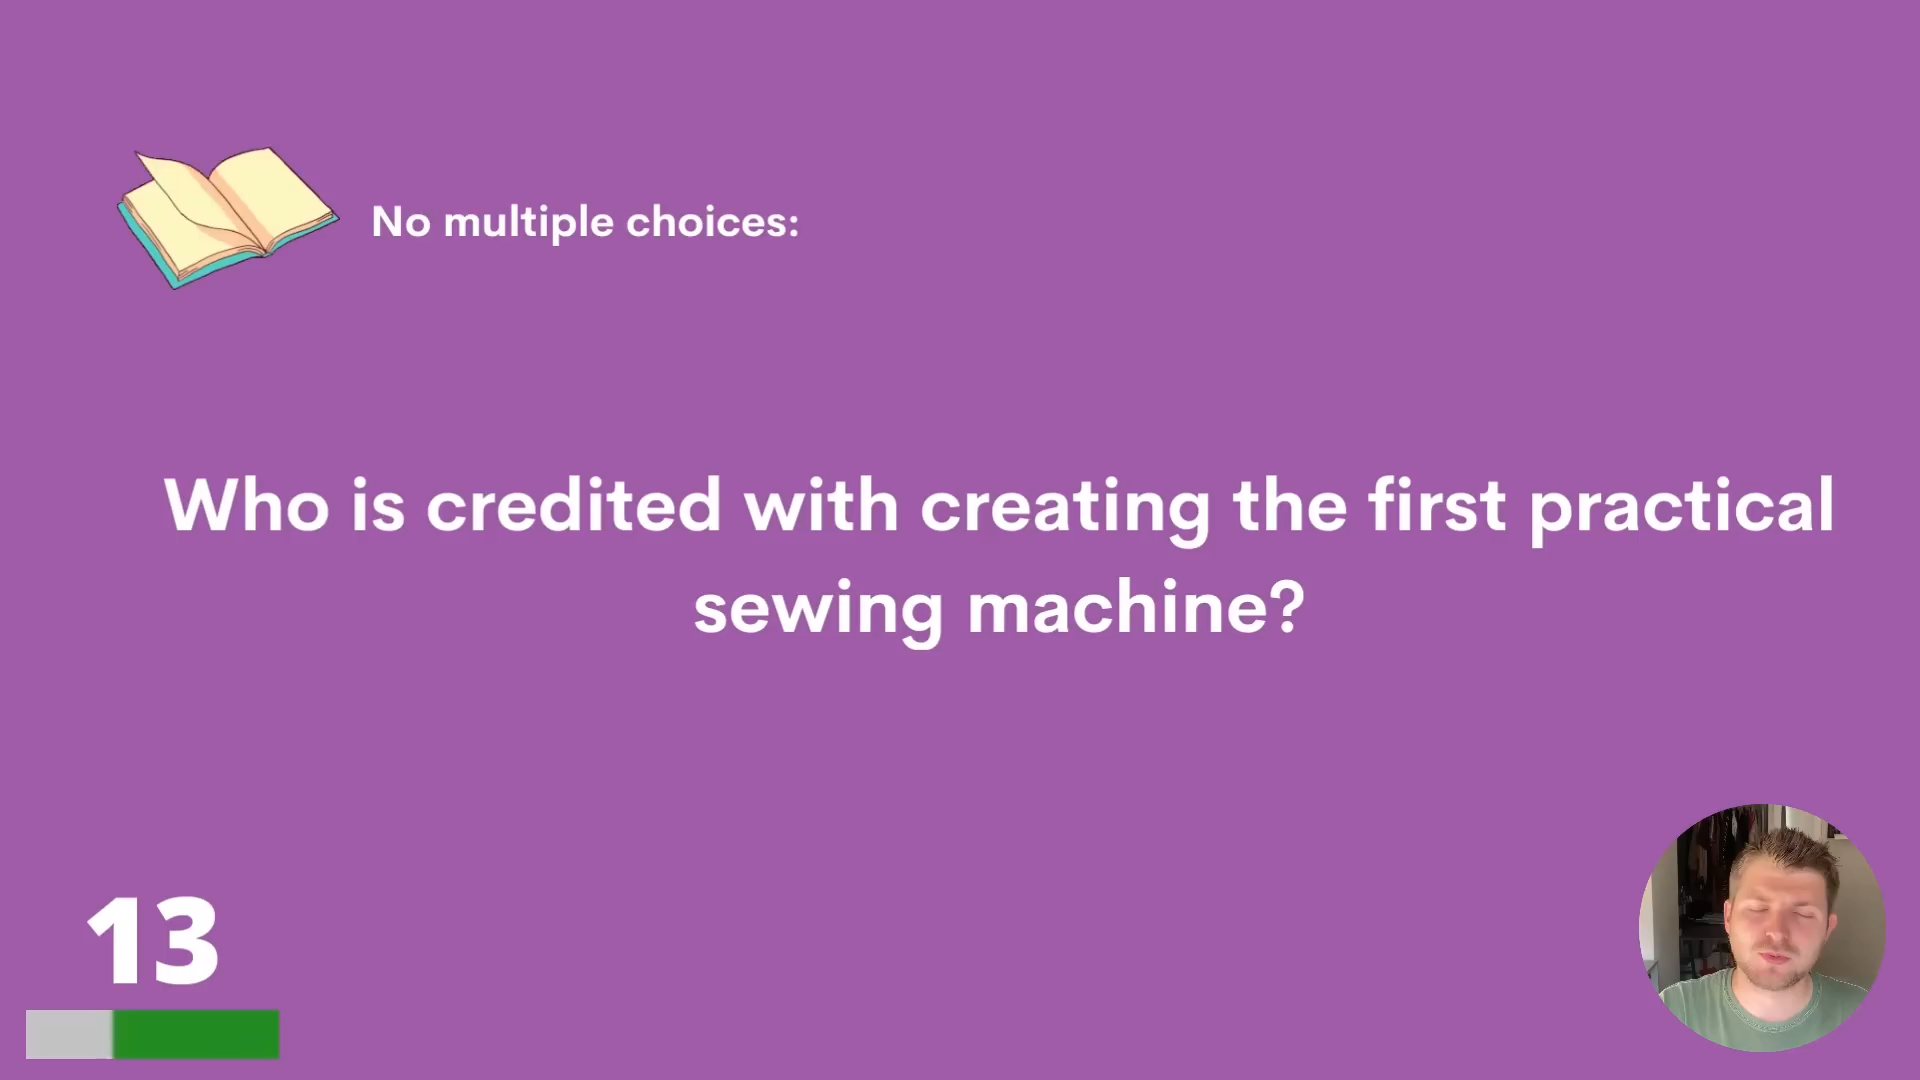 No multiple choices:
Who is credited with creating the first practical
sewing machine?
13